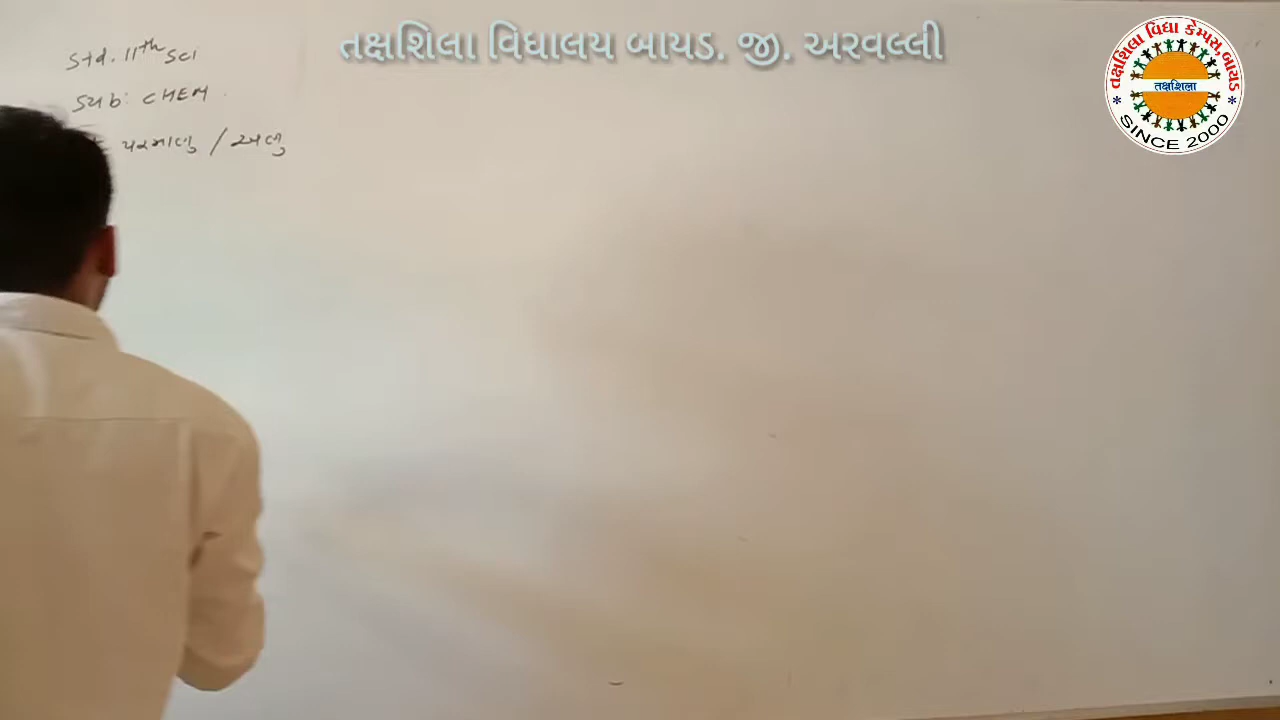 તક્ષશિલા વિદ્યાલય બાયડ. જી. અરવલ્લી
Std. 11th Sci
Sub: CHEM
પરમાણુ / અણુ
તક્ષશિલા વિદ્યા કેમ્પસ, બાયડ
તક્ષશિલા
* SINCE 2000 *